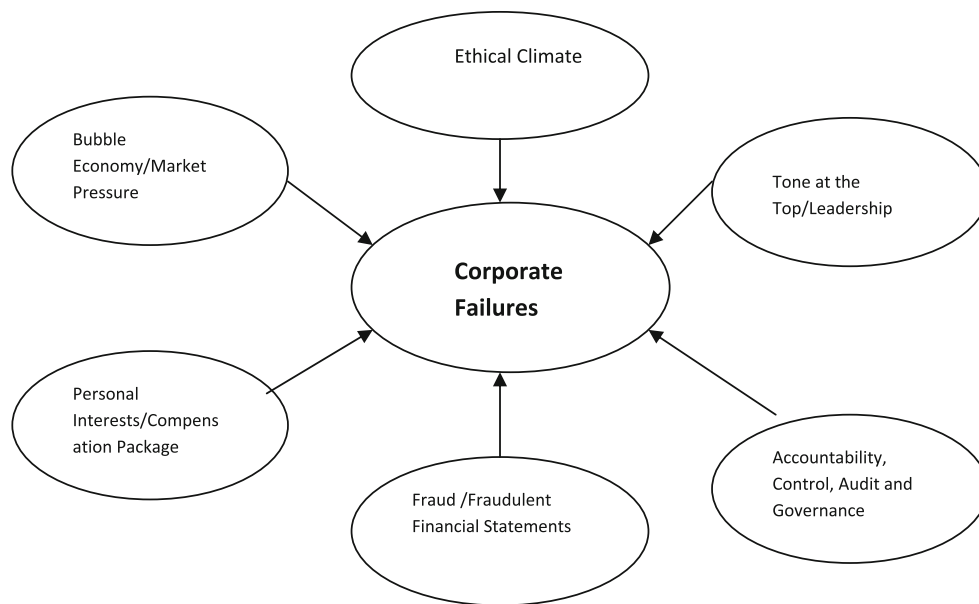 Ethical Climate
Bubble
Economy/Market
Pressure
Tone at the
Top/Leadership
Corporate
Failures
Personal
Interests/Compens
ation Package
Accountability,
Control, Audit and
Governance
Fraud /Fraudulent
Financial Statements